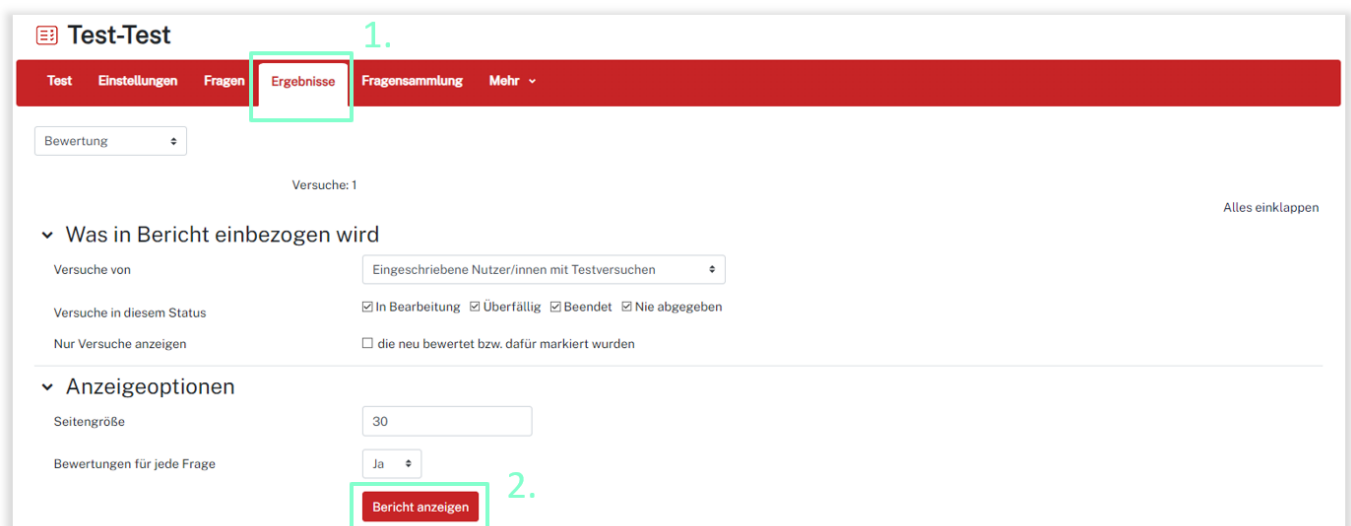 Test-Test
1.
Test Einstellungen Fragen Ergebnisse Fragensammlung Mehr
Bewertung
Versuche: 1
Alles einklappen
Was in Bericht einbezogen wird
Versuche von Eingeschriebene Nutzer/innen mit Testversuchen
Versuche in diesem Status In Bearbeitung Überfällig Beendet Nie abgegeben
Nur Versuche anzeigen die neu bewertet bzw. dafür markiert wurden
Anzeigeoptionen
Seitengröße 30
Bewertungen für jede Frage Ja
2.
Bericht anzeigen